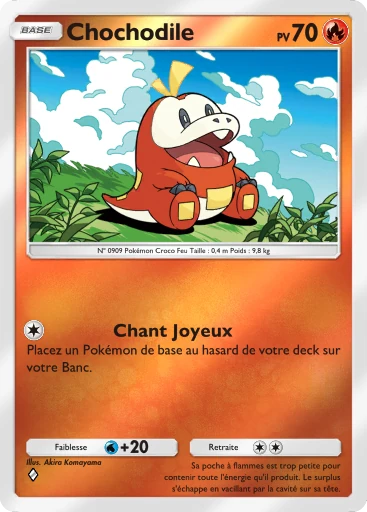 BASE Chochodile PV 70
N° 0909 Pokémon Croco Feu Taille : 0,4 m Poids : 9,8 kg
Chant Joyeux
Placez un Pokémon de base au hasard de votre deck sur
votre Banc.
Faiblesse +20 Retraite
Illus. Akira Komayama
Sa poche à flammes est trop petite pour
contenir toute l'énergie qu'il produit. Le surplus
s'échappe en vacillant par la cavité sur sa tête.